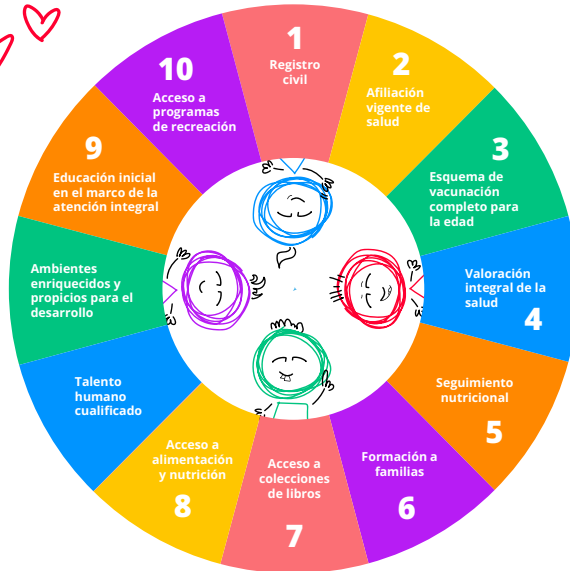 1
Registro
civil
2
Afiliación
vigente de
salud
3
Esquema de
vacunación
completo para
la edad
Valoración
integral de la
salud
4
Seguimiento
nutricional
5
Formación a
familias
6
Acceso a
colecciones
de libros
7
Acceso a
alimentación
y nutrición
8
Talento
humano
cualificado
Ambientes
enriquecidos y
propicios para el
desarrollo
9
Educación inicial
en el marco de la
atención integral
10
Acceso a
programas
de recreación